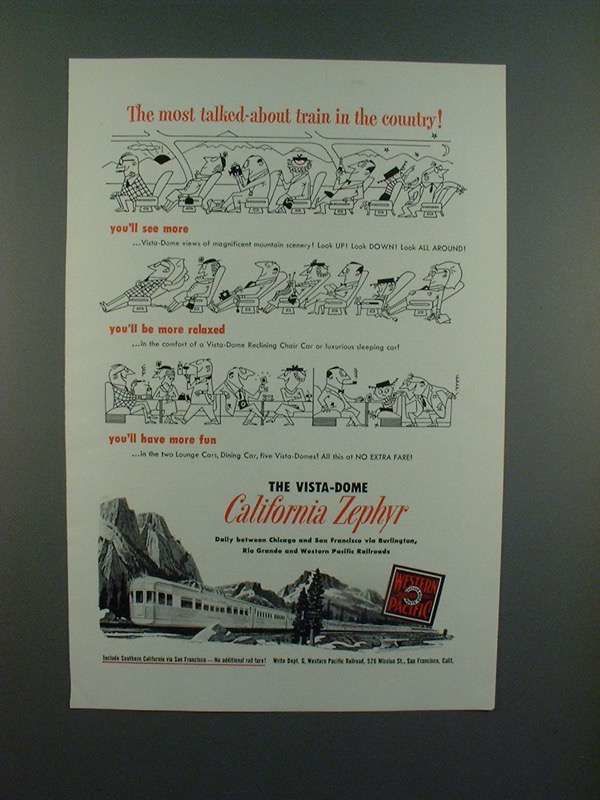 The most talked-about train in the country!
you'll see more
...Vista-Dome views of magnificent mountain scenery! Look UP! Look DOWN! Look ALL AROUND!
you'll be more relaxed
...in the comfort of a Vista-Dome Reclining Chair Car or luxurious sleeping car!
you'll have more fun
...in the two Lounge Cars, Dining Car, five Vista-Domes! All this at NO EXTRA FARE!
THE VISTA-DOME
California Zephyr
Daily between Chicago and San Francisco via Burlington,
Rio Grande and Western Pacific Railroads
WESTERN
PACIFIC
Include Southern California via San Francisco — No additional rail fare! Write Dept. G, Western Pacific Railroad, 526 Mission St., San Francisco, Calif.